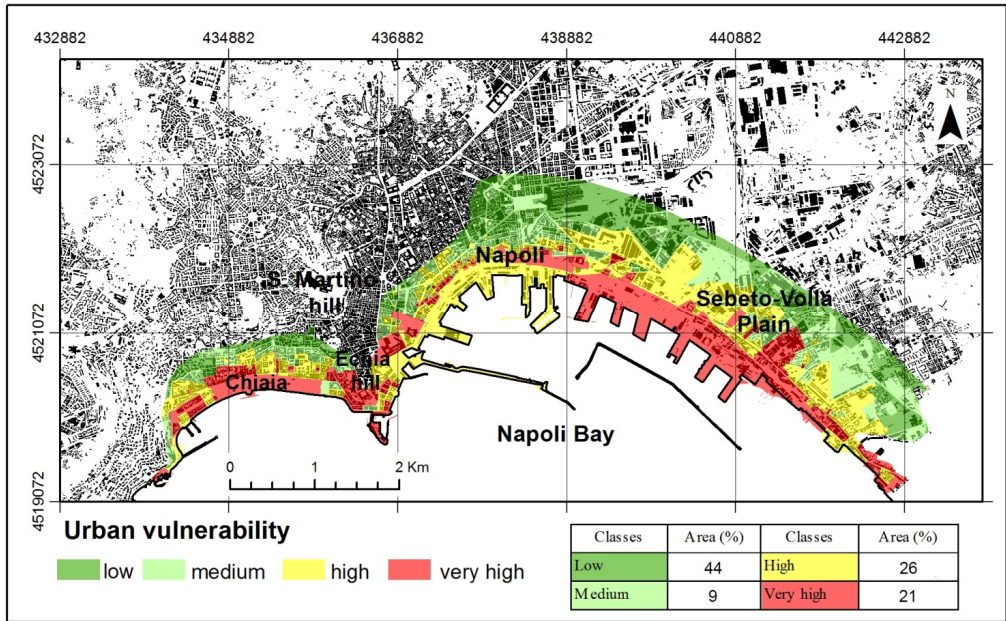 432882 434882 436882 438882 440882 442882
N
4523072
Napoli
S. Martino
hill
Sebeto-Volla
Plain
4521072
Echia
hill
Chiaia
Napoli Bay
0 1 2 Km
4519072
Urban vulnerability
low medium high very high
Classes Area (%) Classes Area (%)
Low 44 High 26
Medium 9 Very high 21